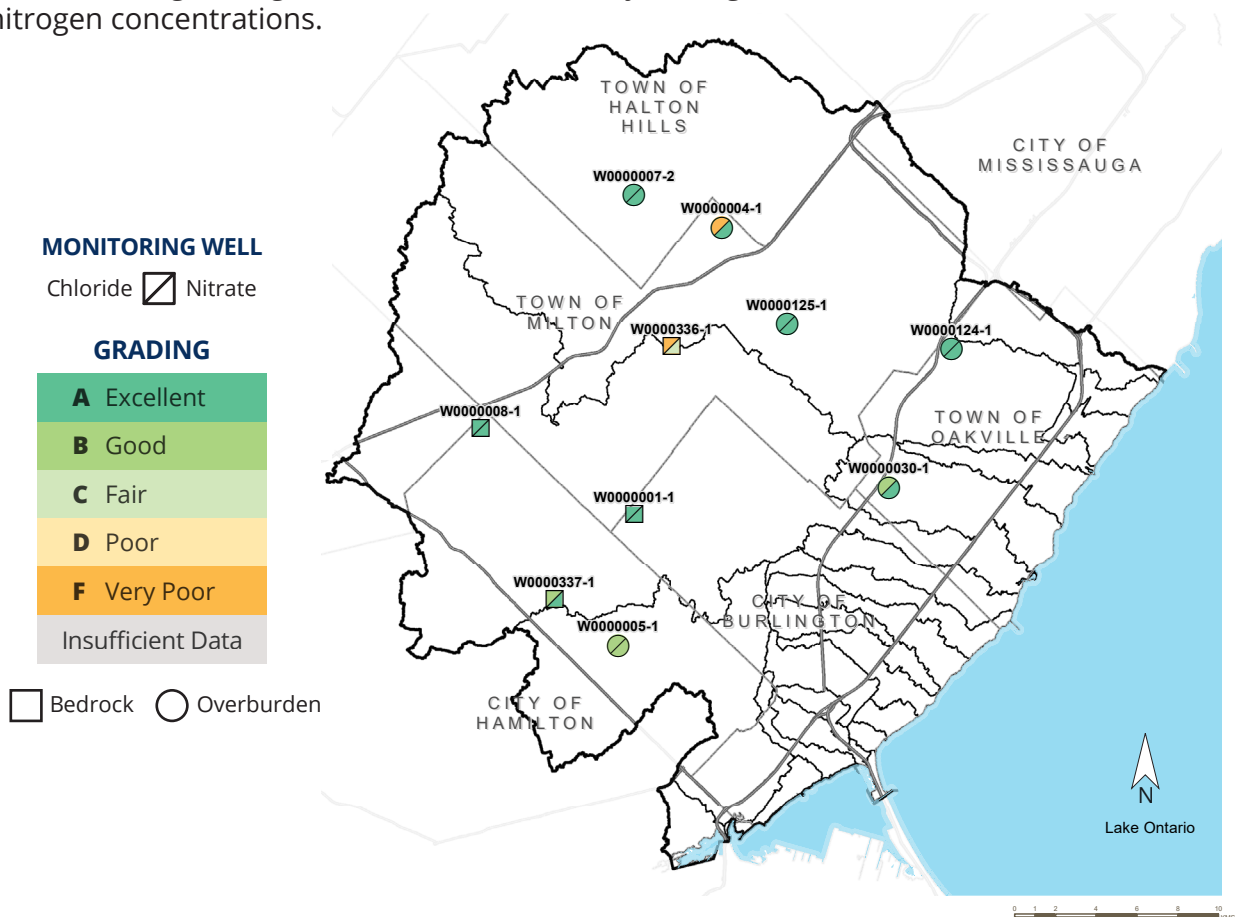 nitrogen concentrations.
MONITORING WELL
Chloride Nitrate
GRADING
A Excellent
B Good
C Fair
D Poor
F Very Poor
Insufficient Data
Bedrock Overburden
TOWN OF
HALTON
HILLS
CITY OF
MISSISSAUGA
W0000007-2
W0000004-1
TOWN OF
MILTON
W0000125-1
W0000336-1
W0000124-1
W0000008-1
TOWN OF
OAKVILLE
W0000030-1
W0000001-1
W0000337-1
CITY OF
BURLINGTON
W0000005-1
CITY OF
HAMILTON
N
Lake Ontario
0 1 2 4 6 8 10